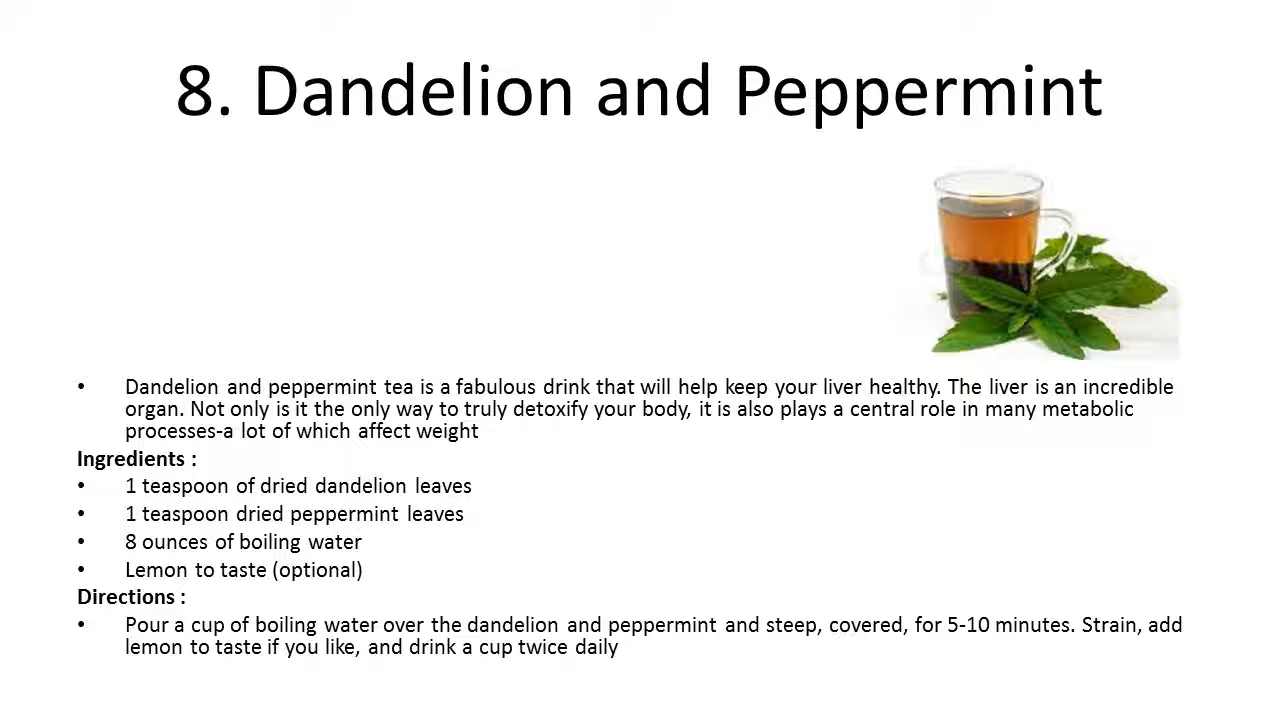 8. Dandelion and Peppermint
• Dandelion and peppermint tea is a fabulous drink that will help keep your liver healthy. The liver is an incredible
organ. Not only is it the only way to truly detoxify your body, it is also plays a central role in many metabolic
processes-a lot of which affect weight
Ingredients :
• 1 teaspoon of dried dandelion leaves
• 1 teaspoon dried peppermint leaves
• 8 ounces of boiling water
• Lemon to taste (optional)
Directions :
• Pour a cup of boiling water over the dandelion and peppermint and steep, covered, for 5-10 minutes. Strain, add
lemon to taste if you like, and drink a cup twice daily